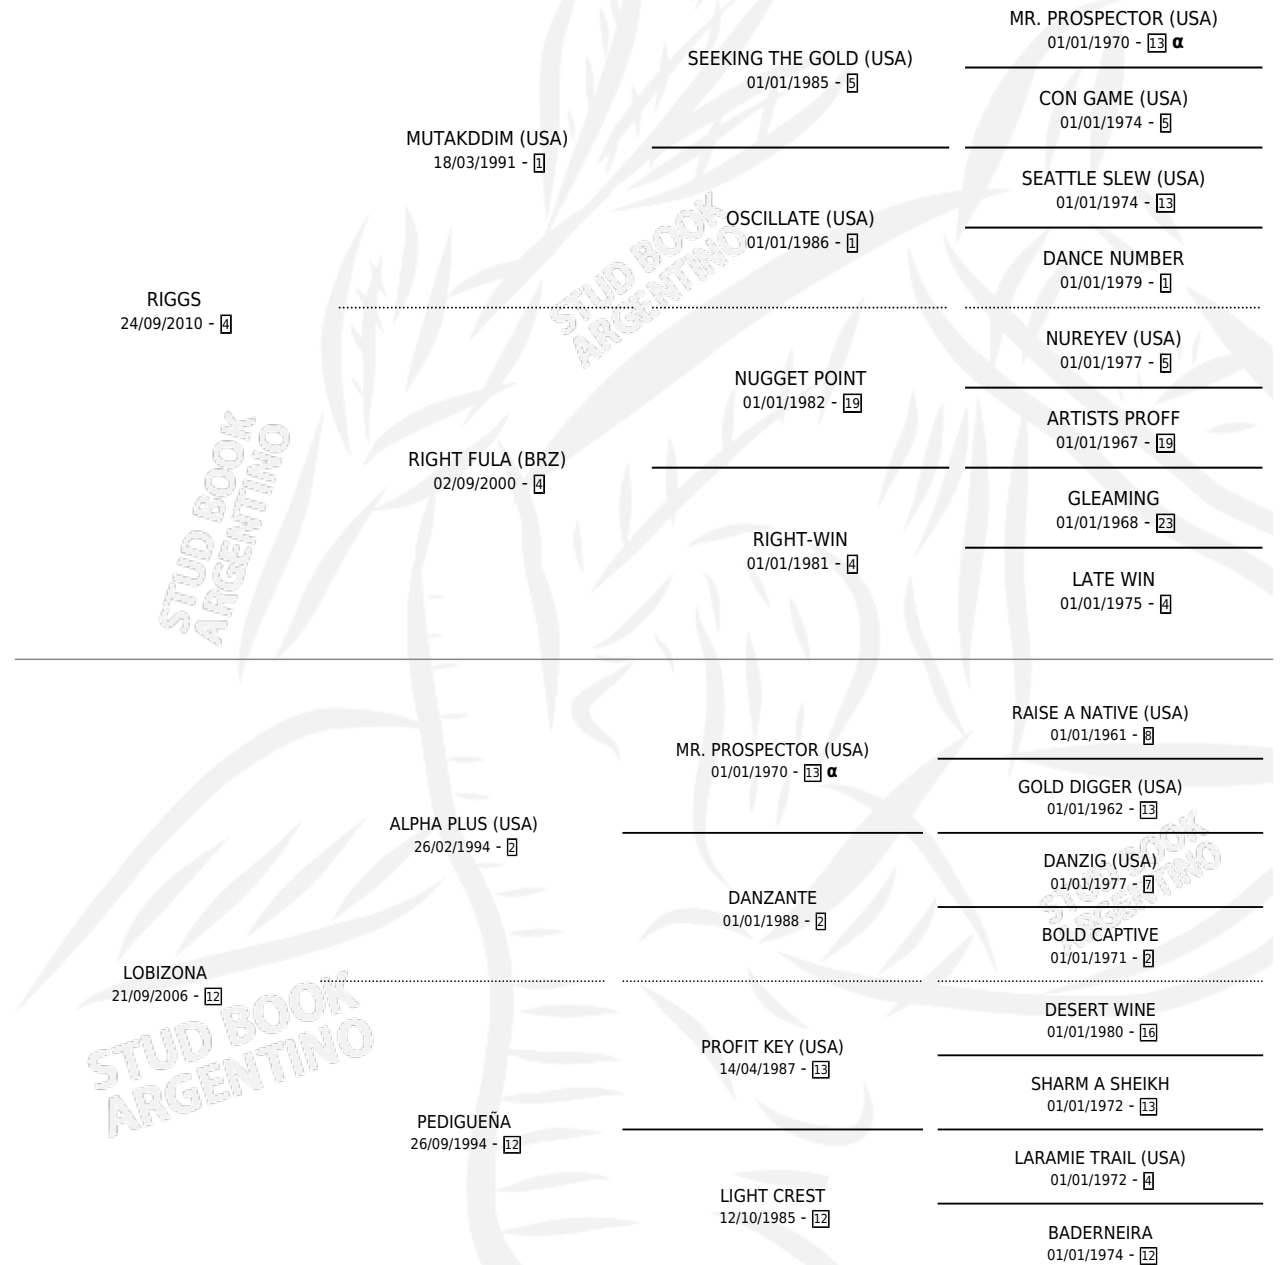 MR. PROSPECTOR (USA)
01/01/1970 - 13 α
SEEKING THE GOLD (USA)
01/01/1985 - 5
CON GAME (USA)
01/01/1974 - 5
MUTAKDDIM (USA)
18/03/1991 - 1
SEATTLE SLEW (USA)
01/01/1974 - 13
OSCILLATE (USA)
01/01/1986 - 1
DANCE NUMBER
01/01/1979 - 1
RIGGS
24/09/2010 - 4
NUREYEV (USA)
01/01/1977 - 5
NUGGET POINT
01/01/1982 - 19
ARTISTS PROFF
01/01/1967 - 19
RIGHT FULA (BRZ)
02/09/2000 - 4
GLEAMING
01/01/1968 - 23
RIGHT-WIN
01/01/1981 - 4
LATE WIN
01/01/1975 - 4
STUD BOOK
ARGENTINO
STUD BOOK
ARGENTINO
RAISE A NATIVE (USA)
01/01/1961 - 8
MR. PROSPECTOR (USA)
01/01/1970 - 13 α
GOLD DIGGER (USA)
01/01/1962 - 13
ALPHA PLUS (USA)
26/02/1994 - 2
DANZIG (USA)
01/01/1977 - 7
DANZANTE
01/01/1988 - 2
BOLD CAPTIVE
01/01/1971 - 2
LOBIZONA
21/09/2006 - 12
DESERT WINE
01/01/1980 - 16
PROFIT KEY (USA)
14/04/1987 - 13
SHARM A SHEIKH
01/01/1972 - 13
PEDIGUEÑA
26/09/1994 - 12
LARAMIE TRAIL (USA)
01/01/1972 - 4
LIGHT CREST
12/10/1985 - 12
BADERNEIRA
01/01/1974 - 12
STUD BOOK
ARGENTINO
STUD BOOK
ARGENTINO